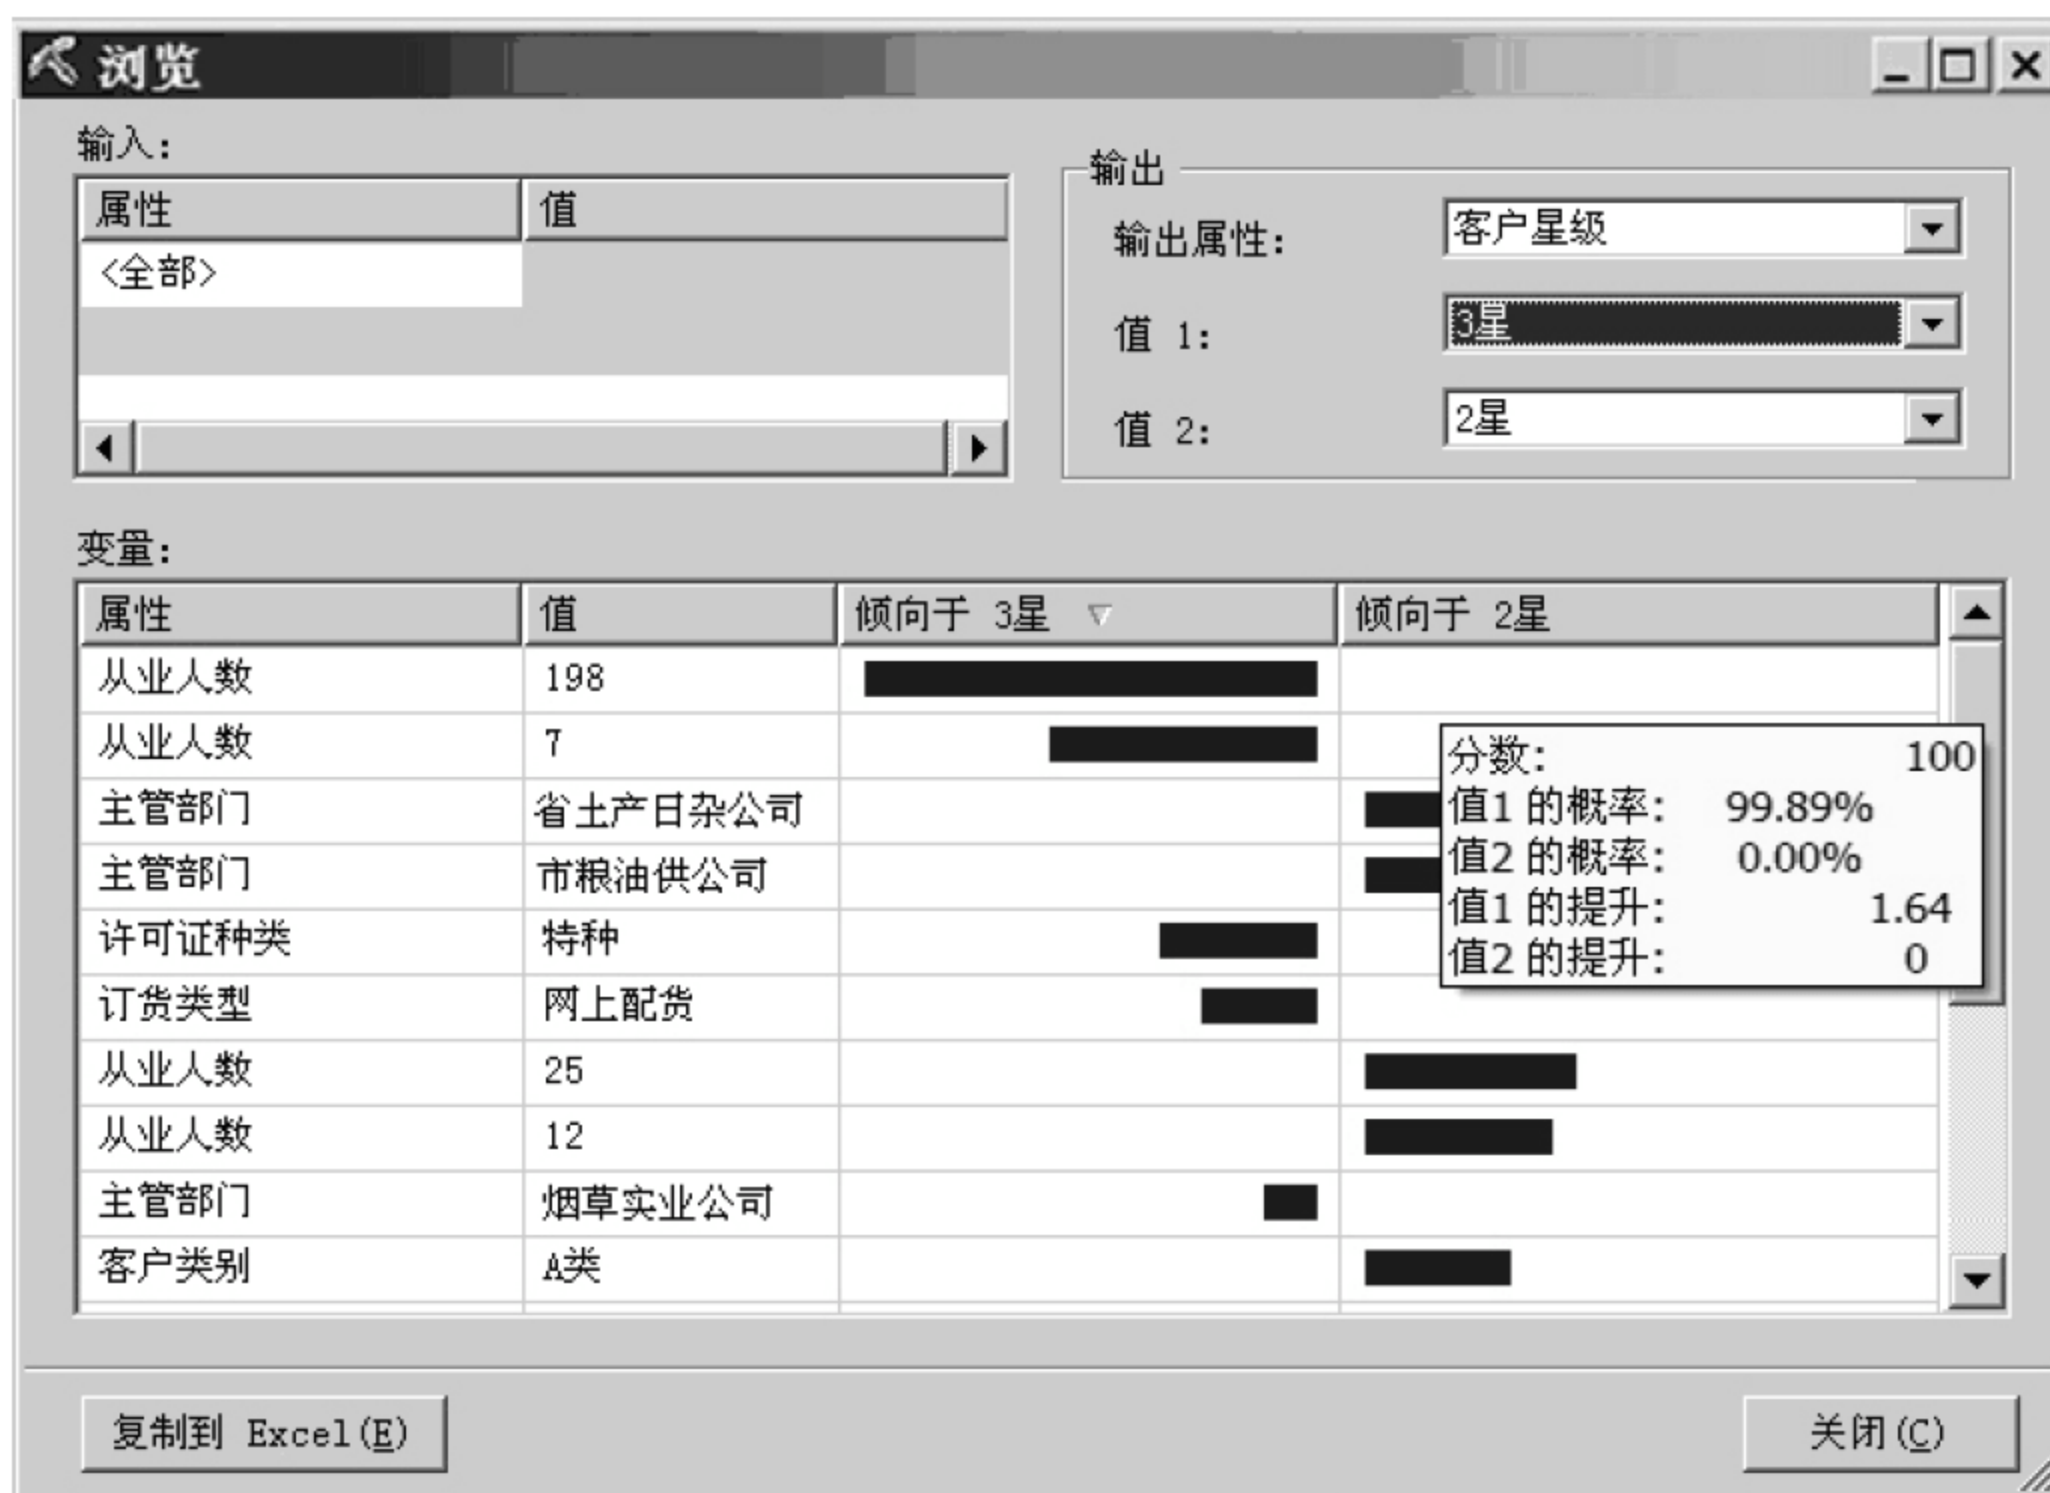 浏览
输入:
属性 值
<全部>
输出
输出属性: 客户星级
值 1: 3星
值 2: 2星
变量:
属性 值 倾向于 3星 倾向于 2星
从业人数 198
从业人数 7
主管部门 省土产日杂公司
主管部门 市粮油供公司
许可证种类 特种
订货类型 网上配货
从业人数 25
从业人数 12
主管部门 烟草实业公司
客户类别 A类
分数: 100
值1 的概率: 99.89%
值2 的概率: 0.00%
值1 的提升: 1.64
值2 的提升: 0
复制到 Excel(E) 关闭(C)